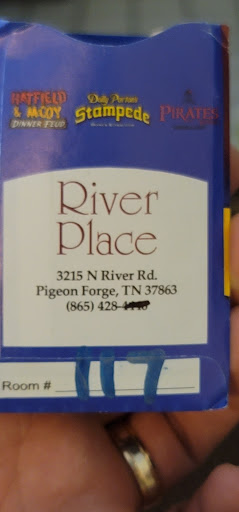 HATFIELD & McCOY DINNER FEUD
Dolly Parton's Stampede
PIRATES
River
Place
3215 N River Rd.
Pigeon Forge, TN 37863
(865) 428-
Room # 117